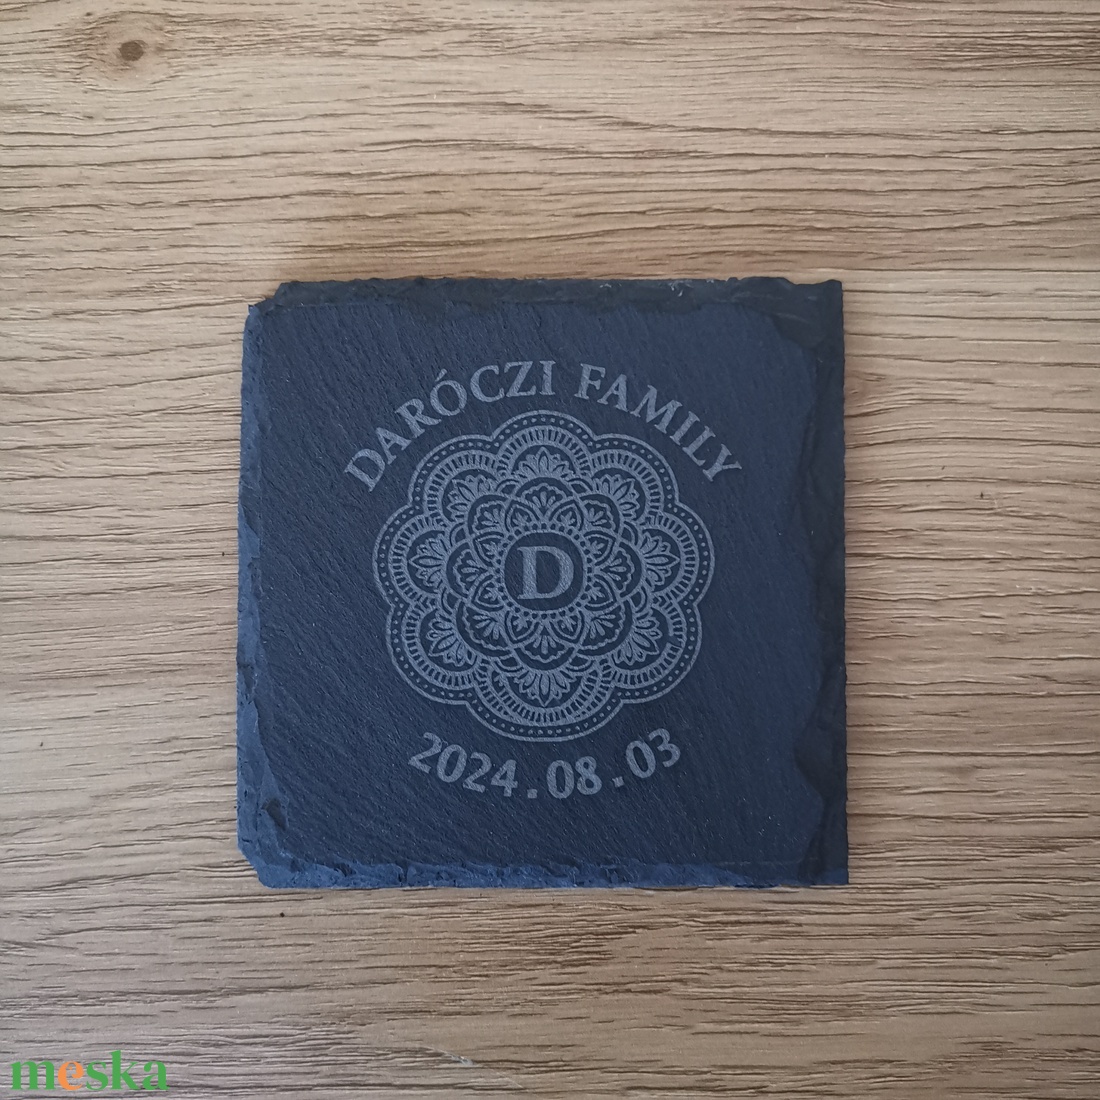 DARÓCZI FAMILY
D
2024.08.03
meska